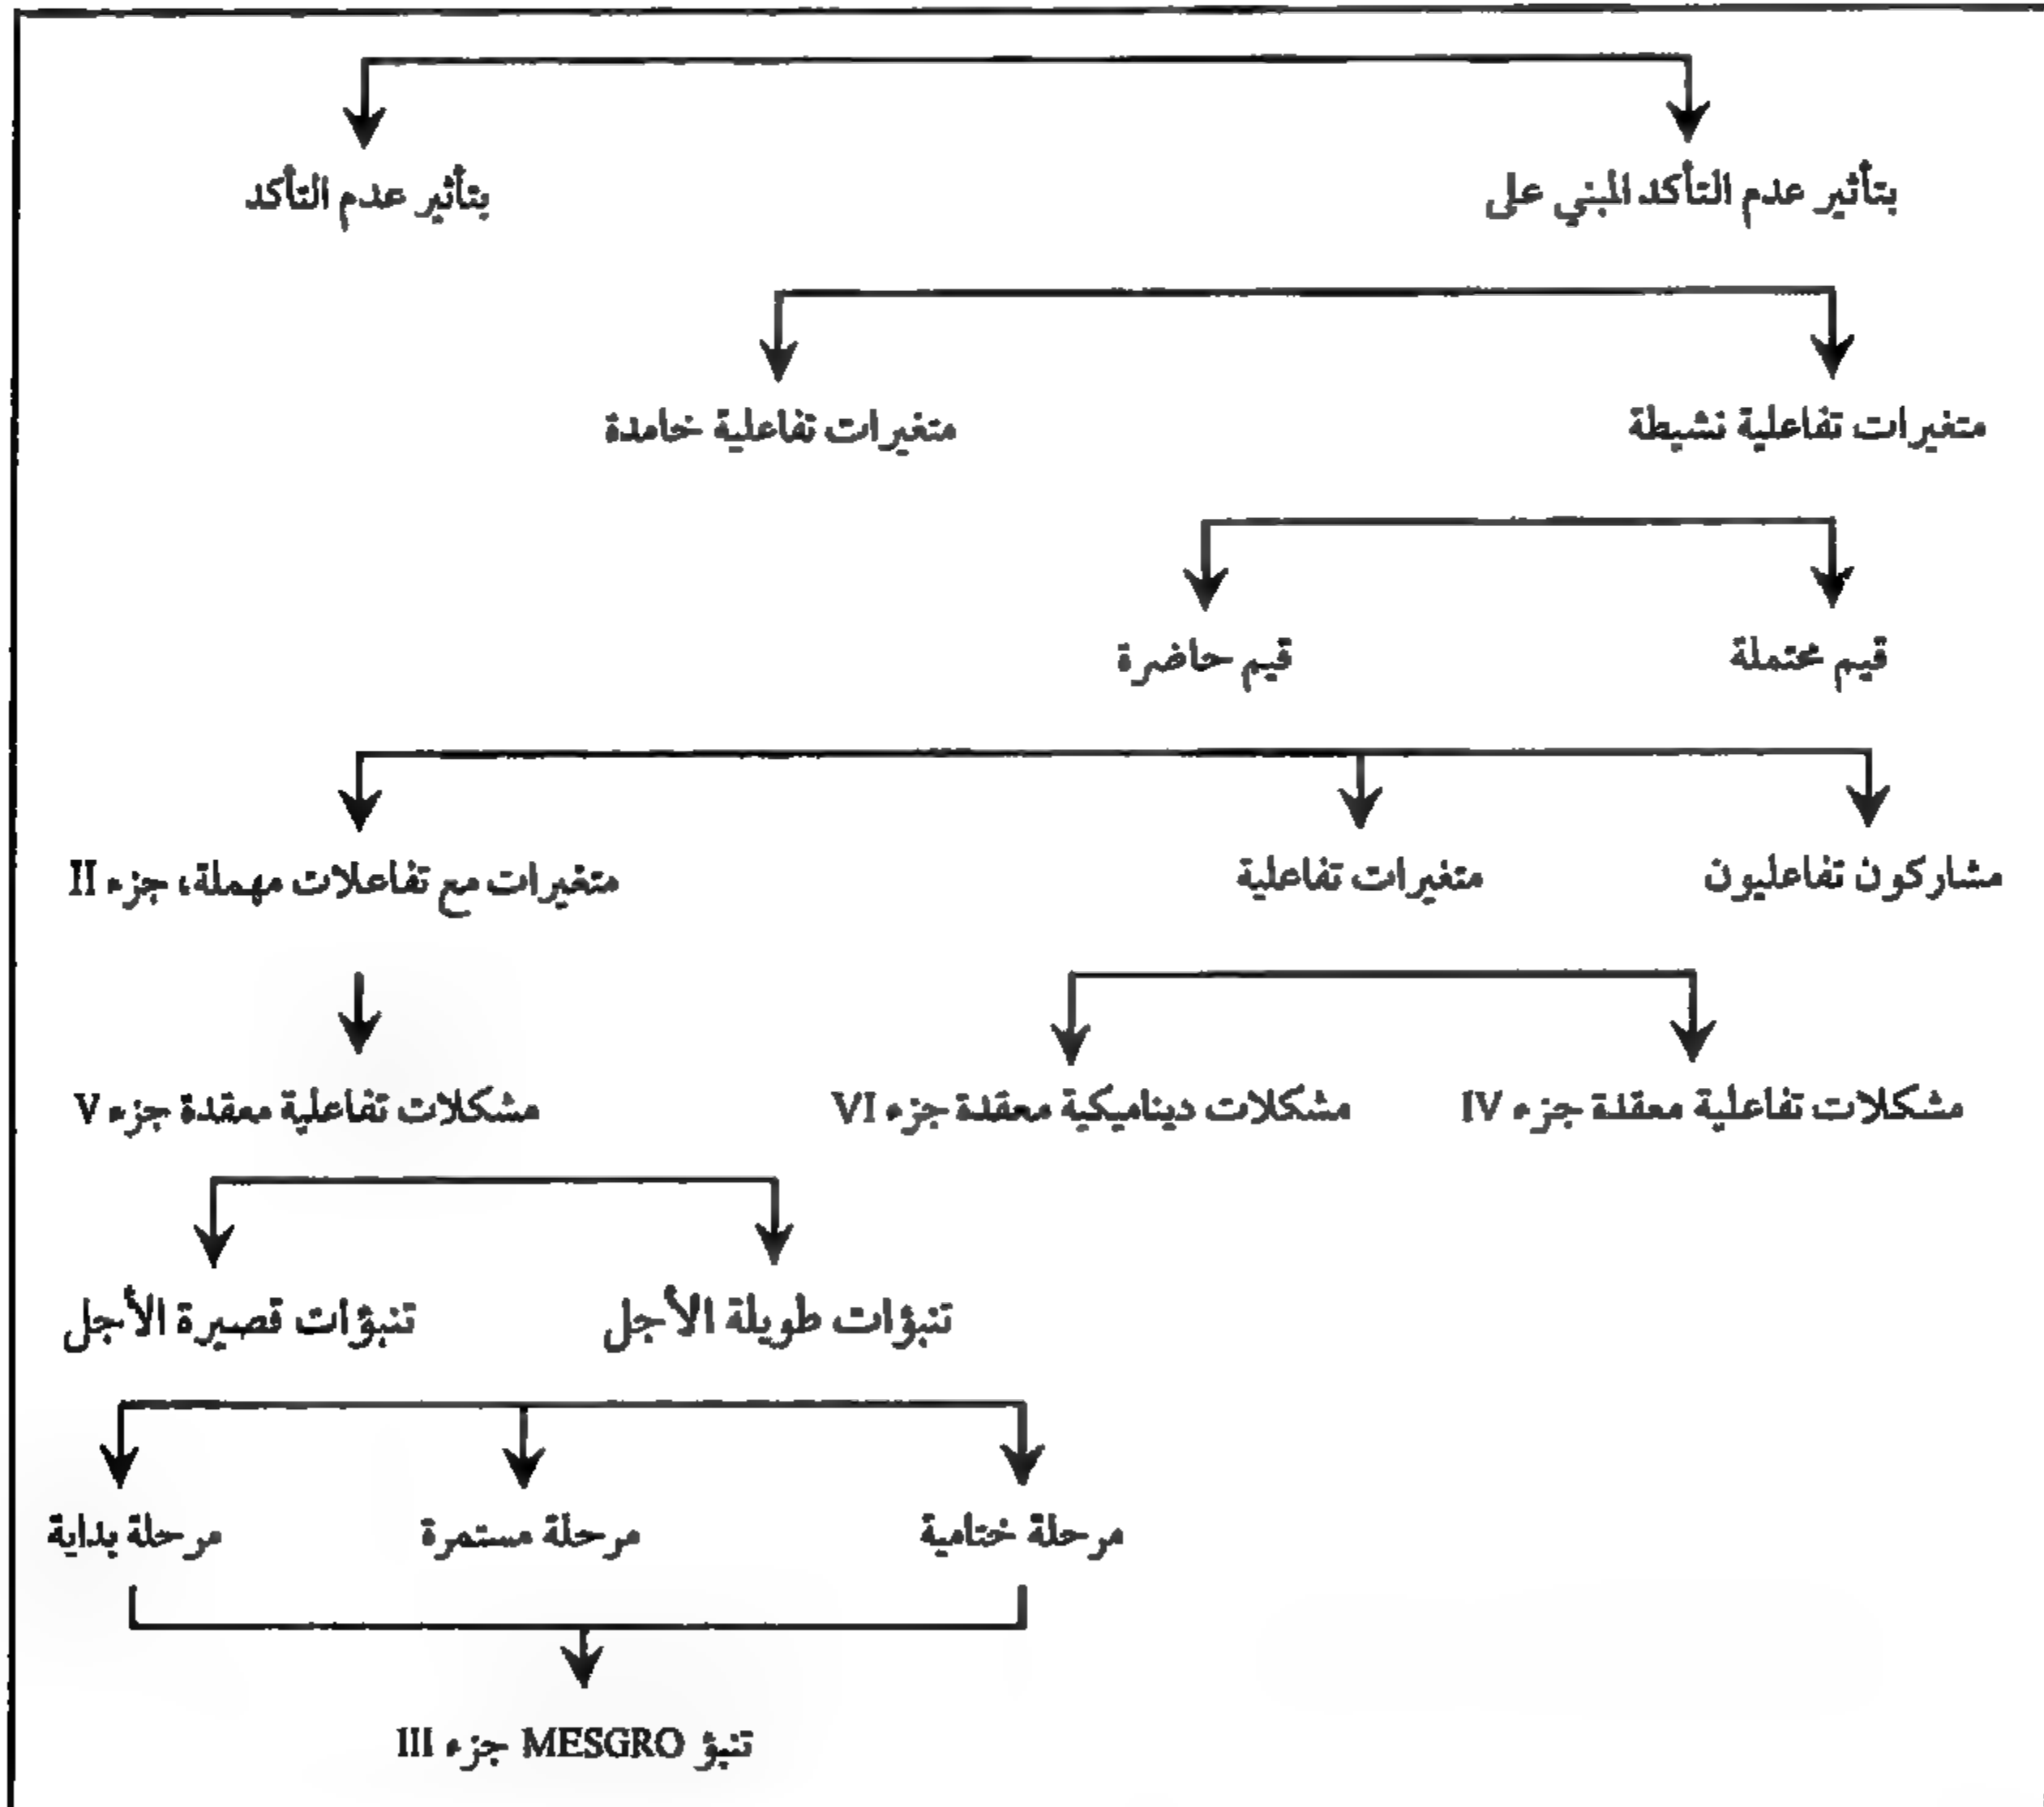 بتأثير عدم التأكد المبني على
بتأثير عدم التأكد
متغيرات تفاعلية نشيطة
متغيرات تفاعلية خامدة
قيم محتملة
قيم حاضرة
مشاركون تفاعليون
متغيرات تفاعلية
متغيرات مع تفاعلات مهملة، جزء II
مشكلات تفاعلية معقدة جزء IV
مشكلات ديناميكية معقدة جزء VI
مشكلات تفاعلية معقدة جزء V
تنبؤات طويلة الأجل
تنبؤات قصيرة الأجل
مرحلة ختامية
مرحلة مستمرة
مرحلة بداية
تنبؤ MESGRO جزء III